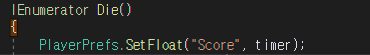 IEnumerator Die()
{
PlayerPrefs.SetFloat("Score", timer);